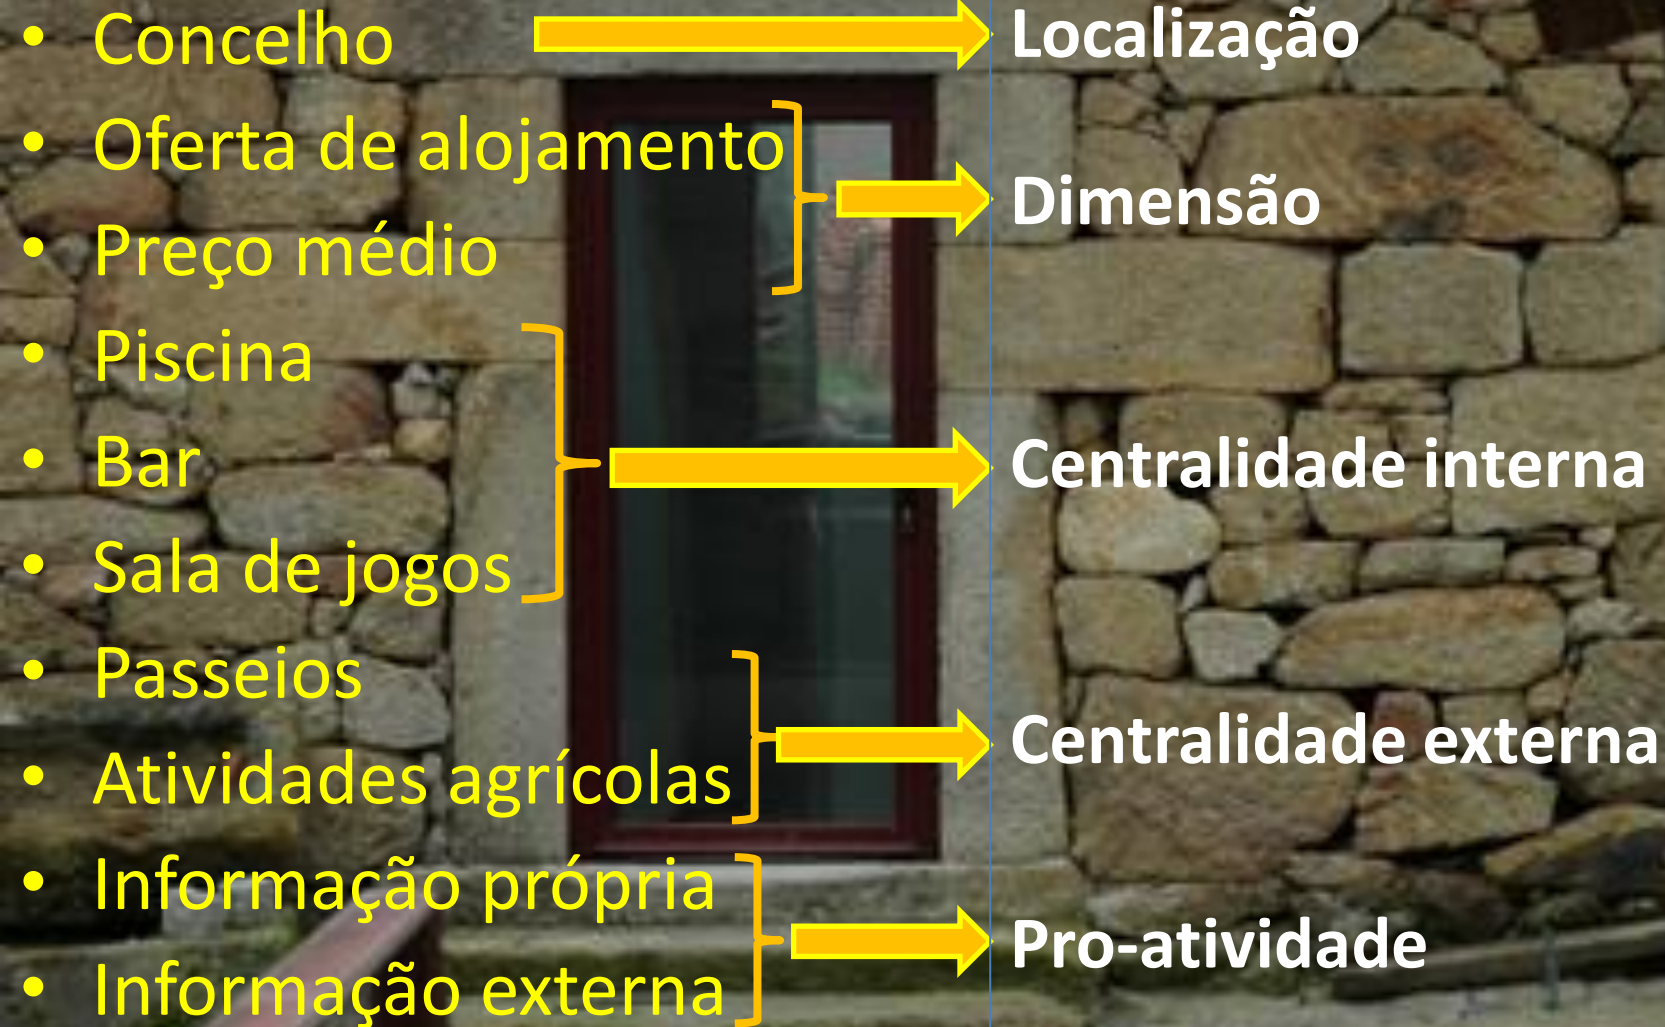 • Concelho
Localização
• Oferta de alojamento
Dimensão
• Preço médio
• Piscina
• Bar
Centralidade interna
• Sala de jogos
• Passeios
Centralidade externa
• Atividades agrícolas
• Informação própria
Pro-atividade
• Informação externa